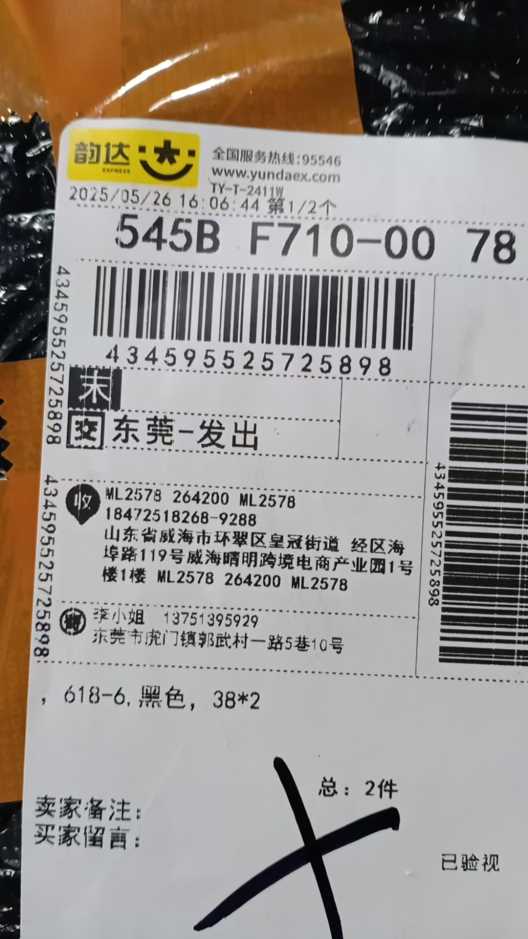 韵达
EXPRESS
全国服务热线:95546
www.yundaex.com
TY-T-2411W
2025/05/26 16:06:44 第1/2个
545B F710-00 78
434595525725898
434595525725898
末
交 东莞-发出
434595525725898
收
ML2578 264200 ML2578
18472518268-9288
山东省威海市环翠区皇冠街道 经区海
埠路119号威海晴明跨境电商产业园1号
楼1楼 ML2578 264200 ML2578
434595525725898
李小姐 13751395929
东莞市虎门镇郭武村一路5巷10号
434595525725898
, 618-6,黑色, 38*2
总: 2件
卖家备注:
买家留言:
已验视